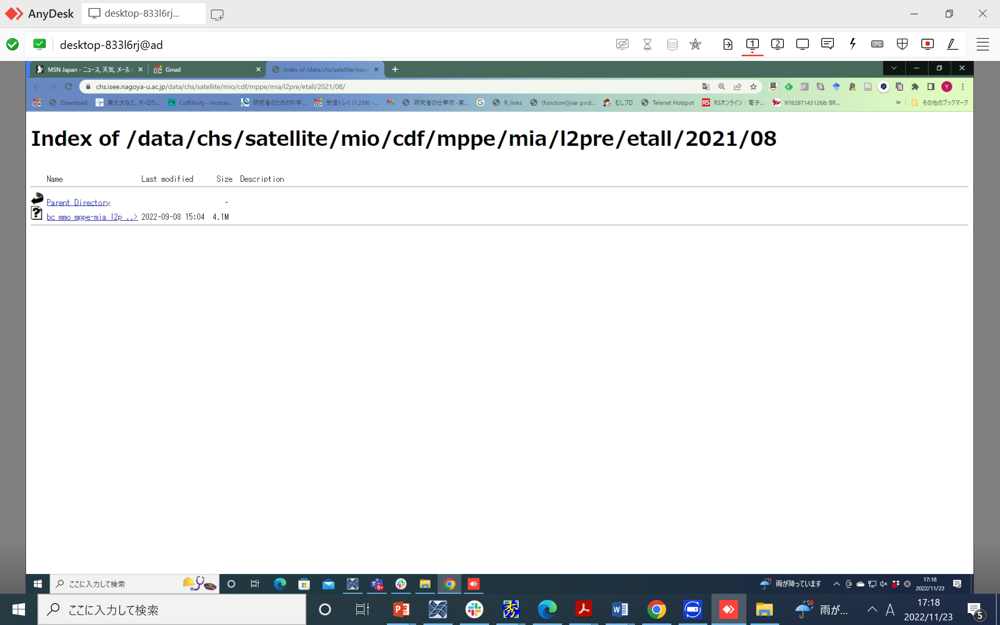 AnyDesk
desktop-833l6rj...
desktop-833l6rj@ad
1
2
MSN Japan - ニュース, 天気, メール
Gmail
Index of /data/chs/satellite/mio/
chs.isee.nagoya-u.ac.jp/data/chs/satellite/mio/cdf/mppe/mia/l2pre/etall/2021/08/
Y
Download
東北大など、オーロラ...
Coffitivity - Increas...
研究者のための科学...
受信トレイ (1,239) -...
研究者の仕事術 -実...
R_links
(function(){var p=d...
むしブロ
Telenet Hotspot
RSオンライン | 電子...
9782871431268: BR...
»
その他のブックマーク
Index of /data/chs/satellite/mio/cdf/mppe/mia/l2pre/etall/2021/08
Name Last modified Size Description
Parent Directory -
bc_mmo_mppe-mia_l2p_..> 2022-09-08 15:04 4.1M
ここに入力して検索
9+
雨が降っています
17:18
2022/11/23
ここに入力して検索
秀
雨が...
A
17:18
2022/11/23
5